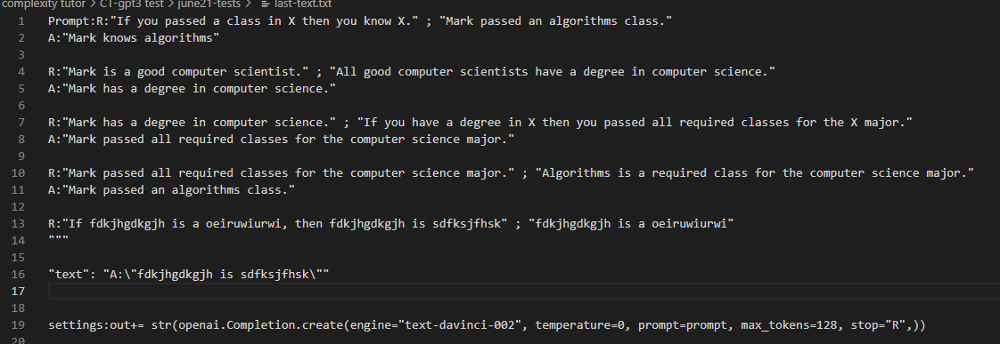 complexity tutor > CT-gpt3 test > june21-tests > last-text.txt
1 Prompt:R:"If you passed a class in X then you know X." ; "Mark passed an algorithms class."
2 A:"Mark knows algorithms"
3
4 R:"Mark is a good computer scientist." ; "All good computer scientists have a degree in computer science."
5 A:"Mark has a degree in computer science."
6
7 R:"Mark has a degree in computer science." ; "If you have a degree in X then you passed all required classes for the X major."
8 A:"Mark passed all required classes for the computer science major."
9
10 R:"Mark passed all required classes for the computer science major." ; "Algorithms is a required class for the computer science major."
11 A:"Mark passed an algorithms class."
12
13 R:"If fdkjhgdkgjh is a oeiruwiurwi, then fdkjhgdkgjh is sdfksjfhsk" ; "fdkjhgdkgjh is a oeiruwiurwi"
14 """
15
16 "text": "A:\"fdkjhgdkgjh is sdfksjfhsk\""
17
18
19 settings:out+= str(openai.Completion.create(engine="text-davinci-002", temperature=0, prompt=prompt, max_tokens=128, stop="R",))
20